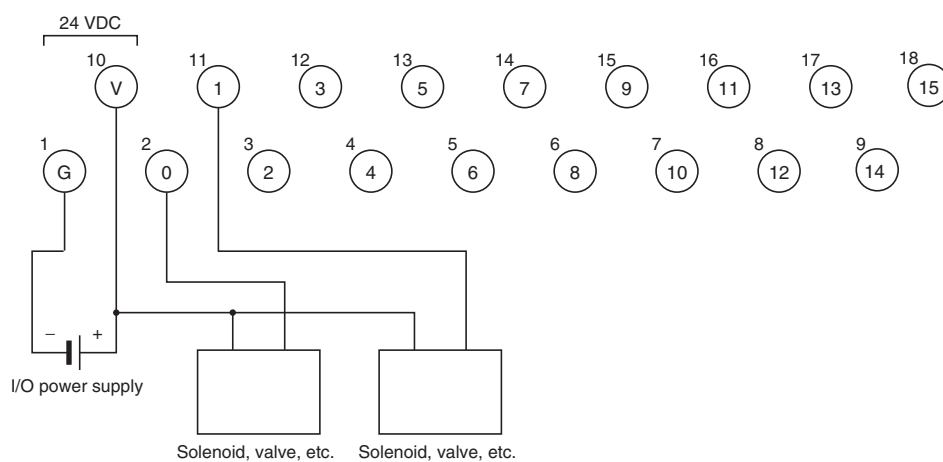 24 VDC
10 11 12 13 14 15 16 17 18
V 1 3 5 7 9 11 13 15
1 2 3 4 5 6 7 8 9
G 0 2 4 6 8 10 12 14
− +
I/O power supply
Solenoid, valve, etc. Solenoid, valve, etc.